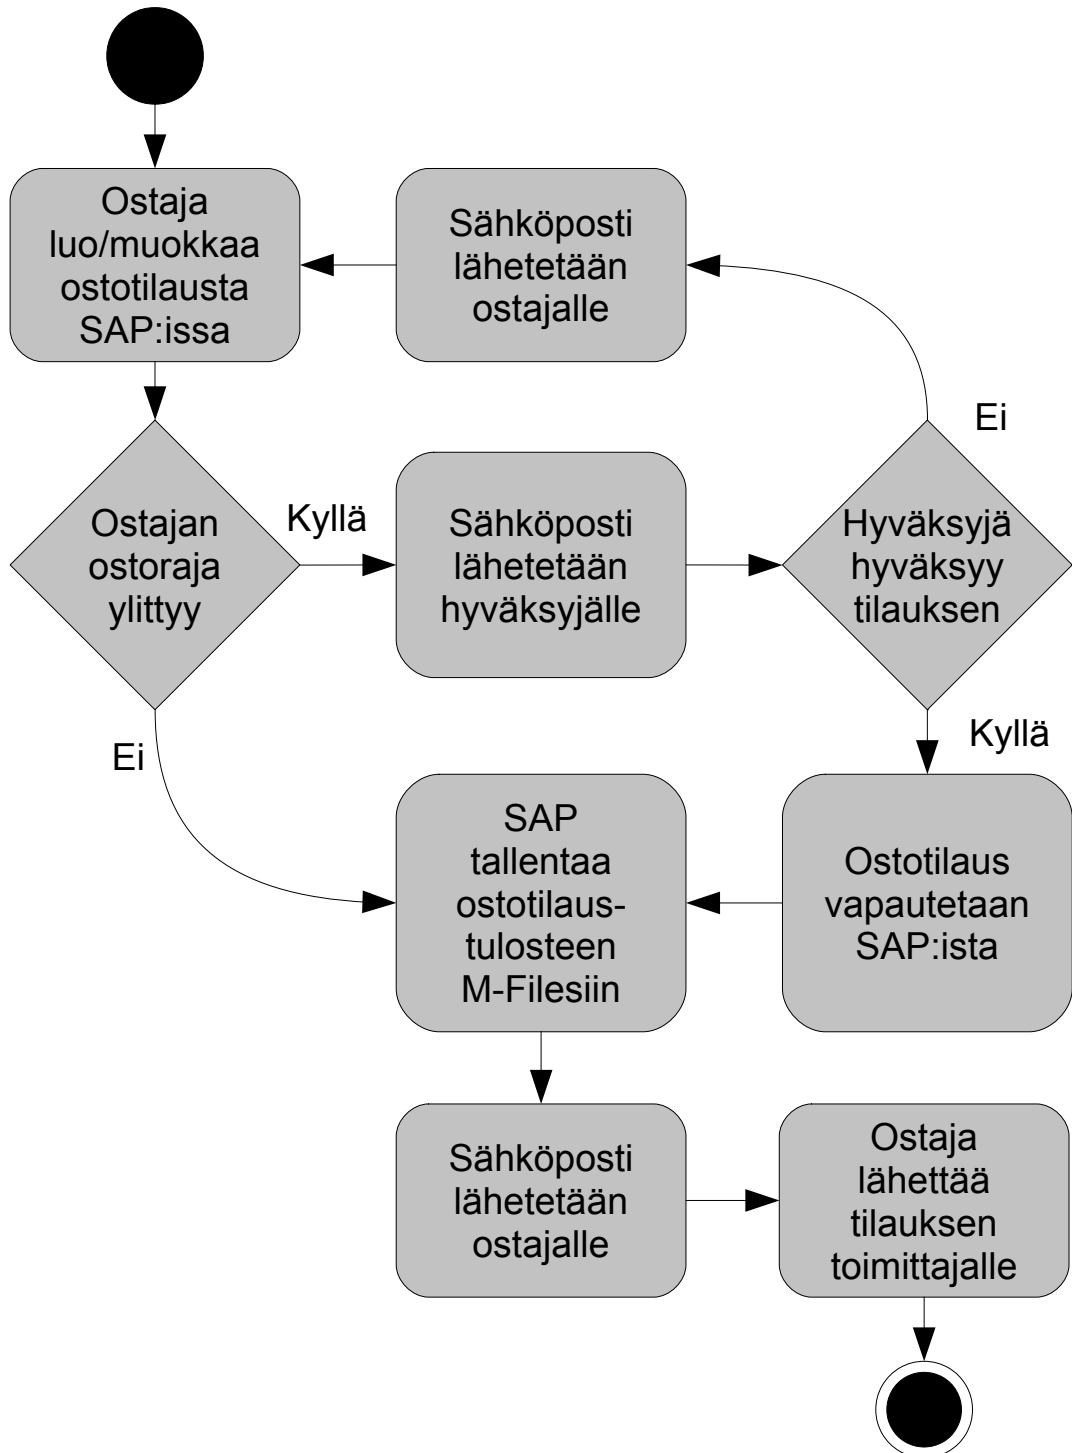 Ostaja
luo/muokkaa
ostotilausta
SAP:issa
Sähköposti
lähetetään
ostajalle
Ei
Ostajan
ostoraja
ylittyy
Kyllä
Sähköposti
lähetetään
hyväksyjälle
Hyväksyjä
hyväksyy
tilauksen
Ei
Kyllä
SAP
tallentaa
ostotilaus-
tulosteen
M-Filesiin
Ostotilaus
vapautetaan
SAP:ista
Sähköposti
lähetetään
ostajalle
Ostaja
lähettää
tilauksen
toimittajalle